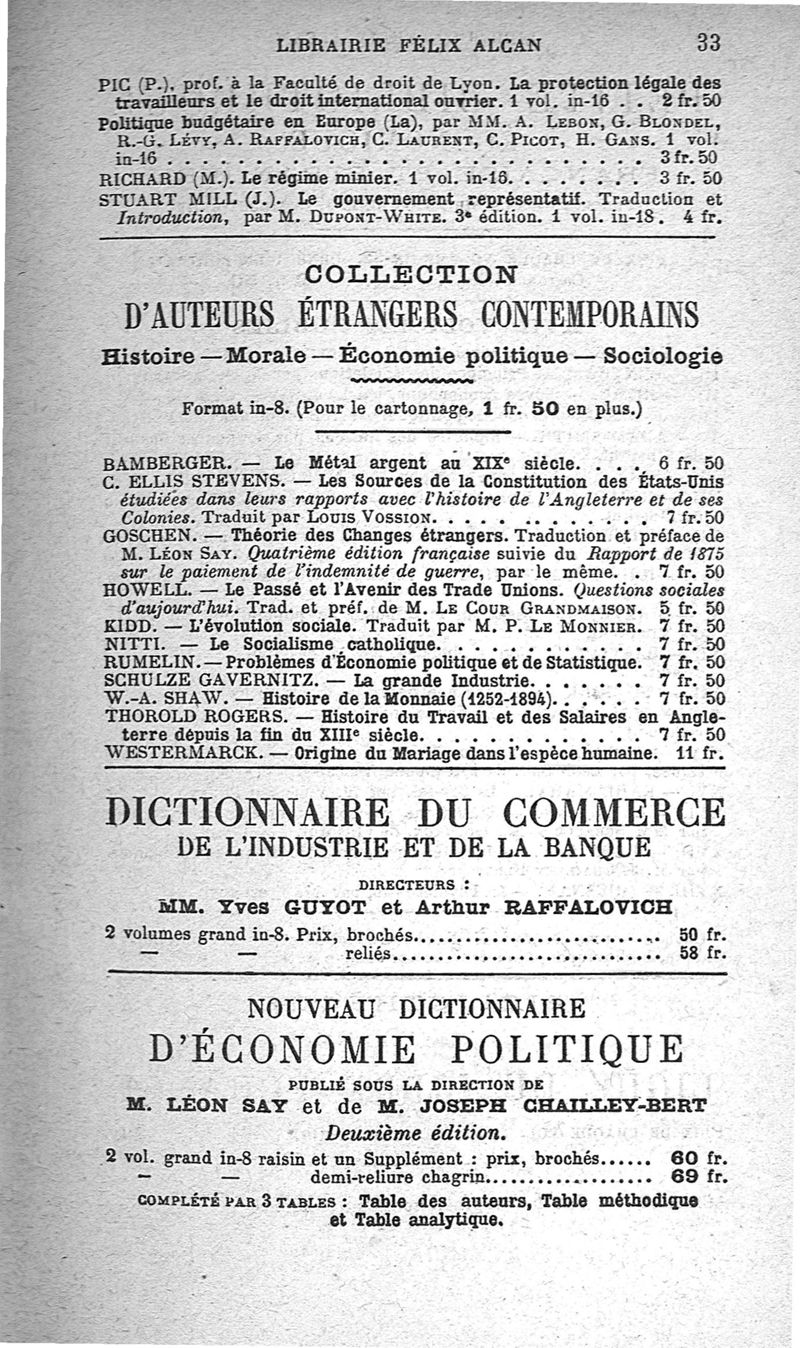 LIBRAIRIE FÉLIX ALCAN 33
PIC (P.), prof. à la Faculté de droit de Lyon. La protection légale des
travailleurs et le droit international ouvrier. 1 vol. in-16 . . 2 fr. 50
Politique budgétaire en Europe (La), par MM. A. LEBON, G. BLONDEL,
R.-G. LÉVY, A. RAFFALOVICH, C. LAURENT, C. PICOT, H. GANS. 1 vol.
in-16 . . . . . . . . . . . . . . . . . . . . . . . . . . 3 fr. 50
RICHARD (M.). Le régime minier. 1 vol. in-16. . . . . . . . 3 fr. 50
STUART MILL (J.). Le gouvernement représentatif. Traduction et
Introduction, par M. DUPONT-WHITE. 3e édition. 1 vol. in-18 . 4 fr.
COLLECTION
D'AUTEURS ÉTRANGERS CONTEMPORAINS
Histoire — Morale — Économie politique — Sociologie
Format in-8. (Pour le cartonnage, 1 fr. 50 en plus.)
BAMBERGER. — Le Métal argent au XIXe siècle. . . . . 6 fr. 50
C. ELLIS STEVENS. — Les Sources de la Constitution des États-Unis
étudiées dans leurs rapports avec l'histoire de l'Angleterre et de ses
Colonies. Traduit par LOUIS VOSSION. . . . . . . . . . . . . 7 fr. 50
GOSCHEN. — Théorie des Changes étrangers. Traduction et préface de
M. LÉON SAY. Quatrième édition française suivie du Rapport de 1875
sur le paiement de l'indemnité de guerre, par le même. . 7 fr. 50
HOWELL. — Le Passé et l'Avenir des Trade Unions. Questions sociales
d'aujourd'hui. Trad. et préf. de M. LE COUR GRANDMAISON. 5 fr. 50
KIDD. — L'évolution sociale. Traduit par M. P. LE MONNIER. 7 fr. 50
NITTI. — Le Socialisme catholique. . . . . . . . . . . . 7 fr. 50
RUMELIN. — Problèmes d'Économie politique et de Statistique. 7 fr. 50
SCHULZE GAVERNITZ. — La grande Industrie. . . . . . . 7 fr. 50
W.-A. SHAW. — Histoire de la Monnaie (1252-1894). . . . . . 7 fr. 50
THOROLD ROGERS. — Histoire du Travail et des Salaires en Angle-
terre depuis la fin du XIIIe siècle. . . . . . . . . . . . . 7 fr. 50
WESTERMARCK. — Origine du Mariage dans l'espèce humaine. 11 fr.
DICTIONNAIRE DU COMMERCE
DE L'INDUSTRIE ET DE LA BANQUE
DIRECTEURS :
MM. Yves GUYOT et Arthur RAFFALOVICH
2 volumes grand in-8. Prix, brochés........................ 50 fr.
— — reliés........................... 58 fr.
NOUVEAU DICTIONNAIRE
D'ÉCONOMIE POLITIQUE
PUBLIÉ SOUS LA DIRECTION DE
M. LÉON SAY et de M. JOSEPH CHAILLEY-BERT
Deuxième édition.
2 vol. grand in-8 raisin et un Supplément : prix, brochés...... 60 fr.
— — demi-reliure chagrin................... 69 fr.
COMPLÉTÉ PAR 3 TABLES : Table des auteurs, Table méthodique
et Table analytique.